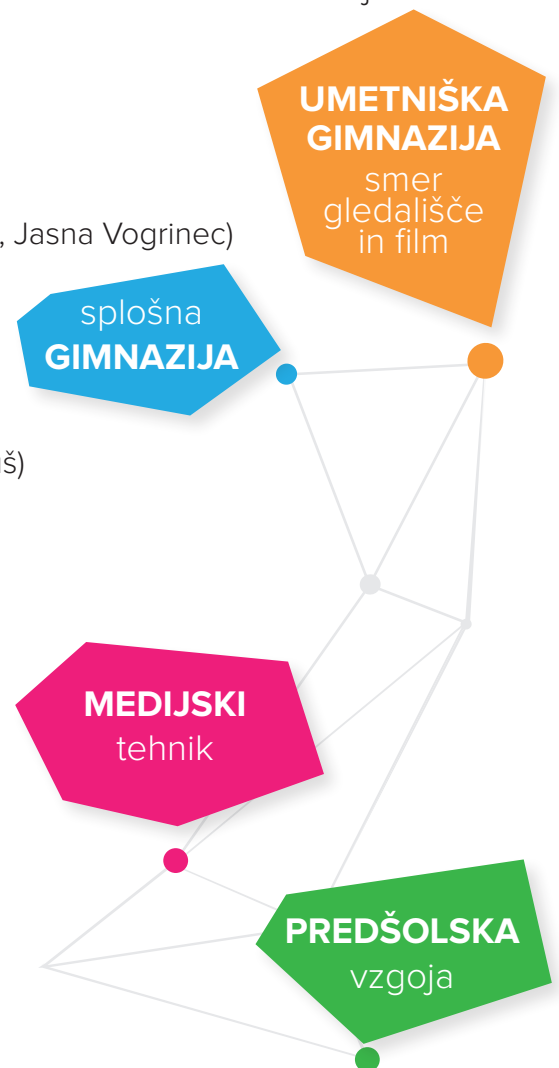 UMETNIŠKA
GIMNAZIJA
smer
gledališče
in film
, Jasna Vogrinec)
splošna
GIMNAZIJA
š)
MEDIJSKI
tehnik
PREDŠOLSKA
vzgoja